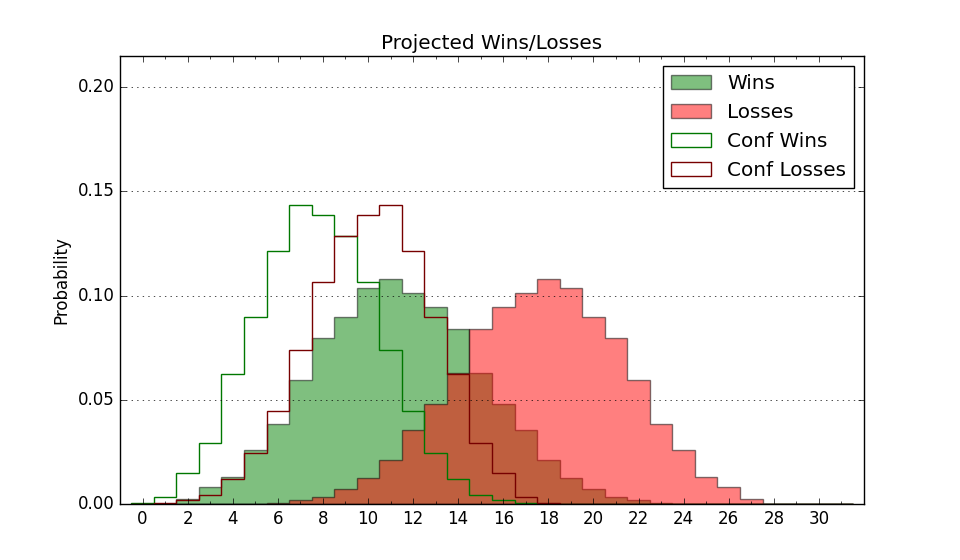 Projected Wins/Losses
Wins
Losses
Conf Wins
Conf Losses
Probability
0.20
0.15
0.10
0.05
0.00
0 2 4 6 8 10 12 14 16 18 20 22 24 26 28 30